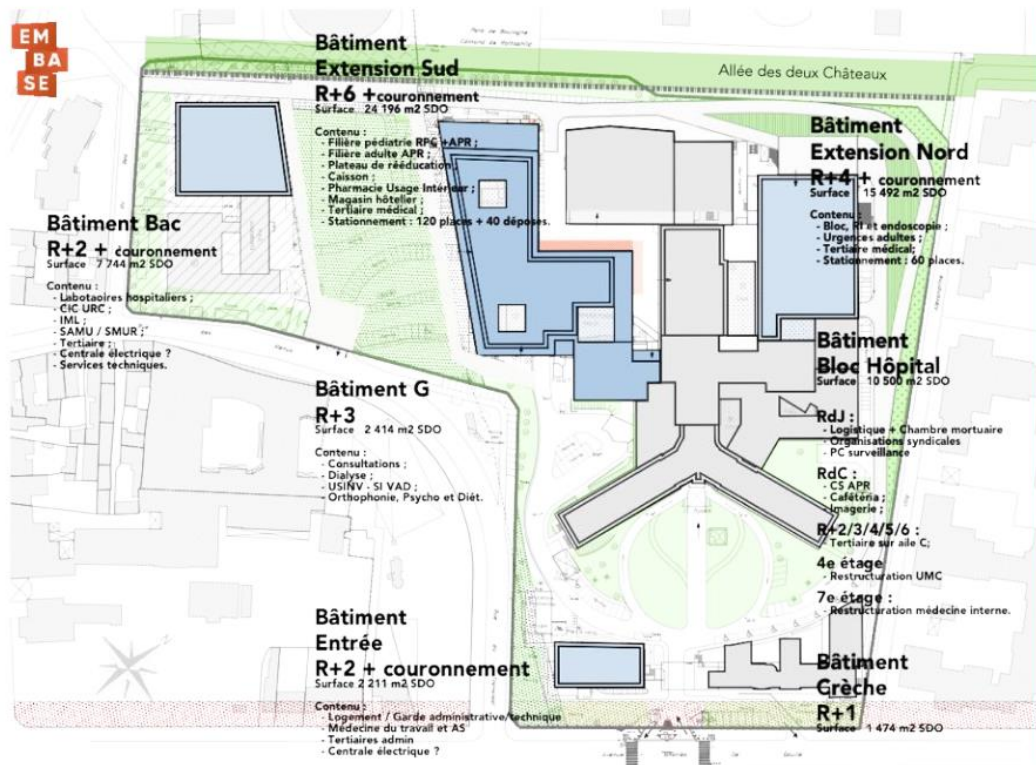 EM
BA
SE
Allée des deux Châteaux
Bâtiment
Extension Sud
R+6 +couronnement
Surface 24 196 m2 SDO
Contenu :
- Filière pédiatrie RPC +APR ;
- Filière adulte APR ;
- Plateau de rééducation ;
- Caisson ;
- Pharmacie Usage Intérieur ;
- Magasin hôtelier ;
- Tertiaire médical ;
- Stationnement : 120 places + 40 déposes.
Bâtiment
Extension Nord
R+4 + couronnement
Surface 15 492 m2 SDO
Contenu :
- Bloc, RI et endoscopie ;
- Urgences adultes ;
- Tertiaire médical;
- Stationnement : 60 places.
Bâtiment Bac
R+2 + couronnement
Surface 7 744 m2 SDO
Contenu :
- Labotaoires hospitaliers ;
- CIC URC ;
- IML ;
- SAMU / SMUR ;
- Tertiaire ;
- Centrale électrique ?
- Services techniques.
Bâtiment
Bloc Hôpital
Surface 10 500 m2 SDO
RdJ :
- Logistique + Chambre mortuaire
- Organisations syndicales
- PC surveillance
RdC :
- CS APR
- Cafétéria ;
- Imagerie ;
R+2/3/4/5/6 :
- Tertiaire sur aile C;
4e étage
- Restructuration UMC
7e étage :
- Restructuration médecine interne.
Bâtiment G
R+3
Surface 2 414 m2 SDO
Contenu :
- Consultations ;
- Dialyse ;
- USINV - SI VAD ;
- Orthophonie, Psycho et Diét.
Bâtiment
Entrée
R+2 + couronnement
Surface 2 211 m2 SDO
Contenu :
- Logement / Garde administrative/technique
- Médecine du travail et AS
- Tertiaires admin
- Centrale électrique ?
Bâtiment
Crèche
R+1
Surface 1 474 m2 SDO